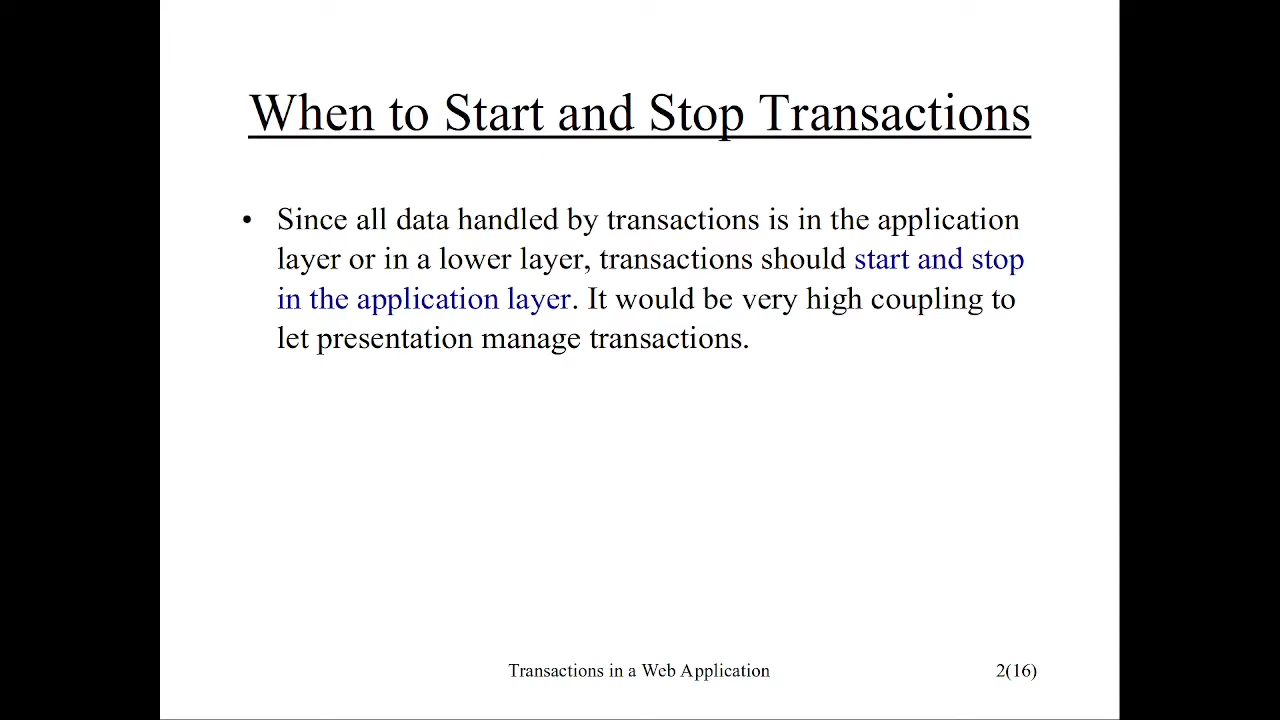 When to Start and Stop Transactions
• Since all data handled by transactions is in the application
layer or in a lower layer, transactions should start and stop
in the application layer. It would be very high coupling to
let presentation manage transactions.
Transactions in a Web Application
2(16)